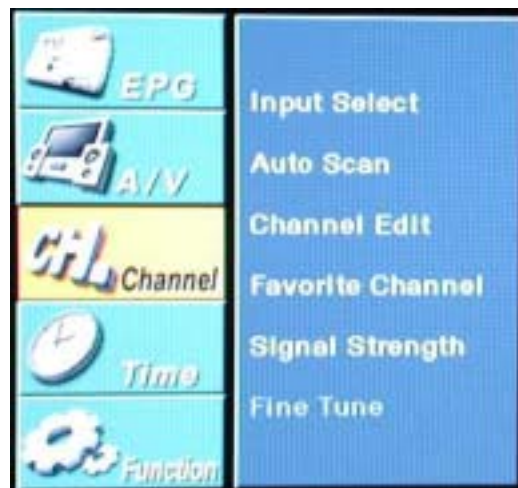 EPG
A/V
CH. Channel
Time
Function
Input Select
Auto Scan
Channel Edit
Favorite Channel
Signal Strength
Fine Tune